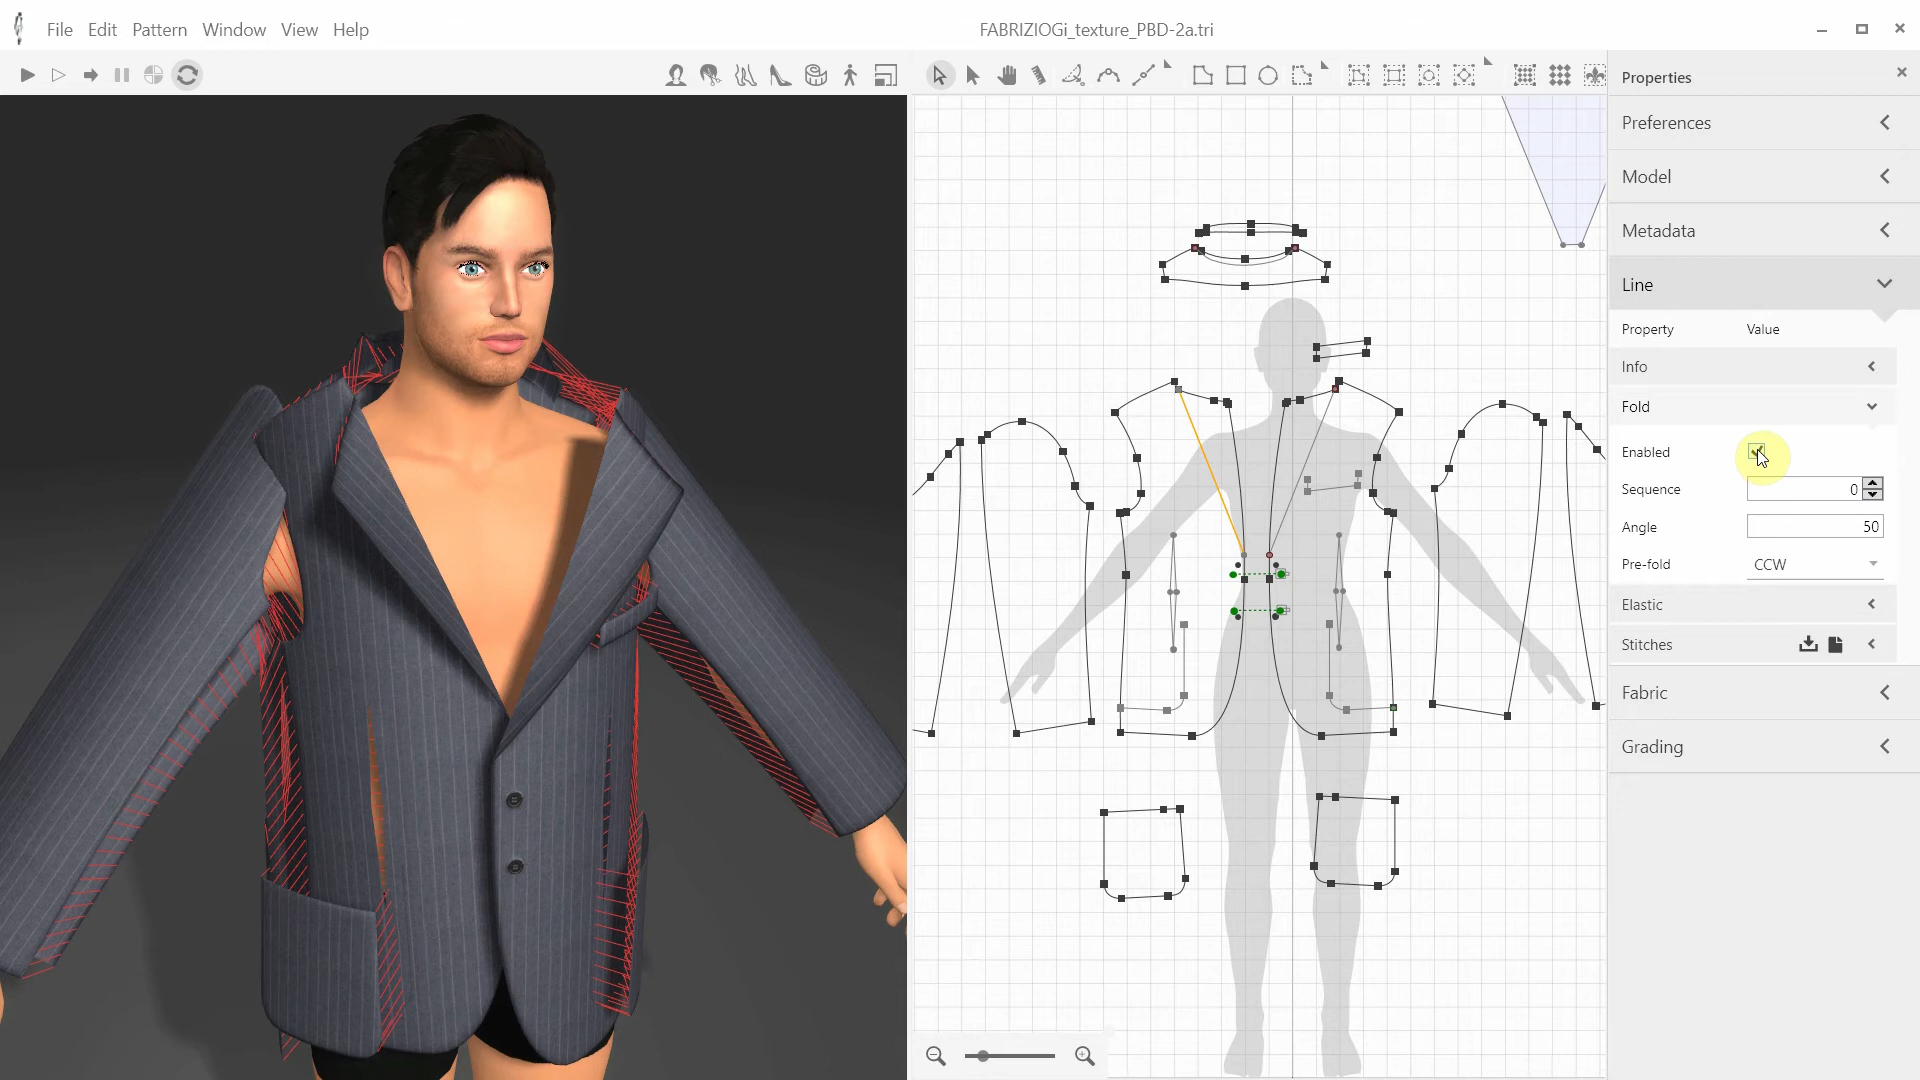 File Edit Pattern Window View Help
FABRIZIOGi_texture_PBD-2a.tri
Properties
Preferences
Model
Metadata
Line
Property Value
Info
Fold
Enabled
Sequence 0
Angle 50
Pre-fold CCW
Elastic
Stitches
Fabric
Grading